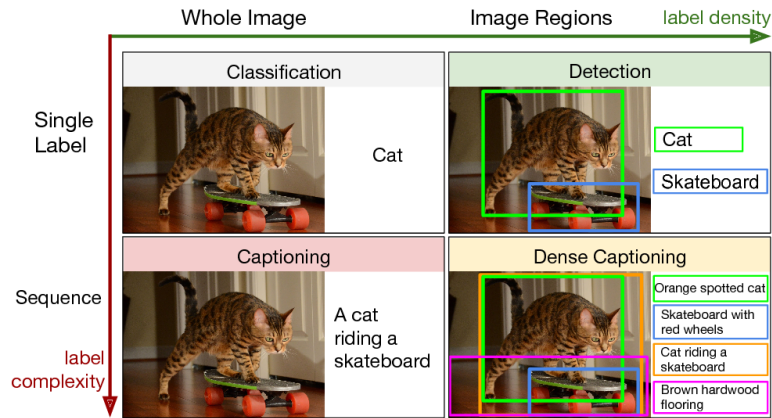 Whole Image
Image Regions
label density
Single
Label
Classification
Cat
Detection
Cat
Skateboard
Sequence
label
complexity
Captioning
A cat
riding a
skateboard
Dense Captioning
Orange spotted cat
Skateboard with
red wheels
Cat riding a
skateboard
Brown hardwood
flooring